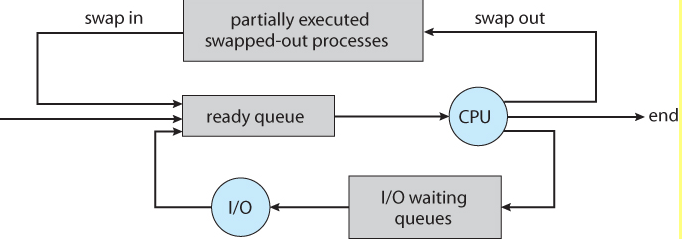 swap in
partially executed
swapped-out processes
swap out
ready queue
CPU
end
I/O
I/O waiting
queues